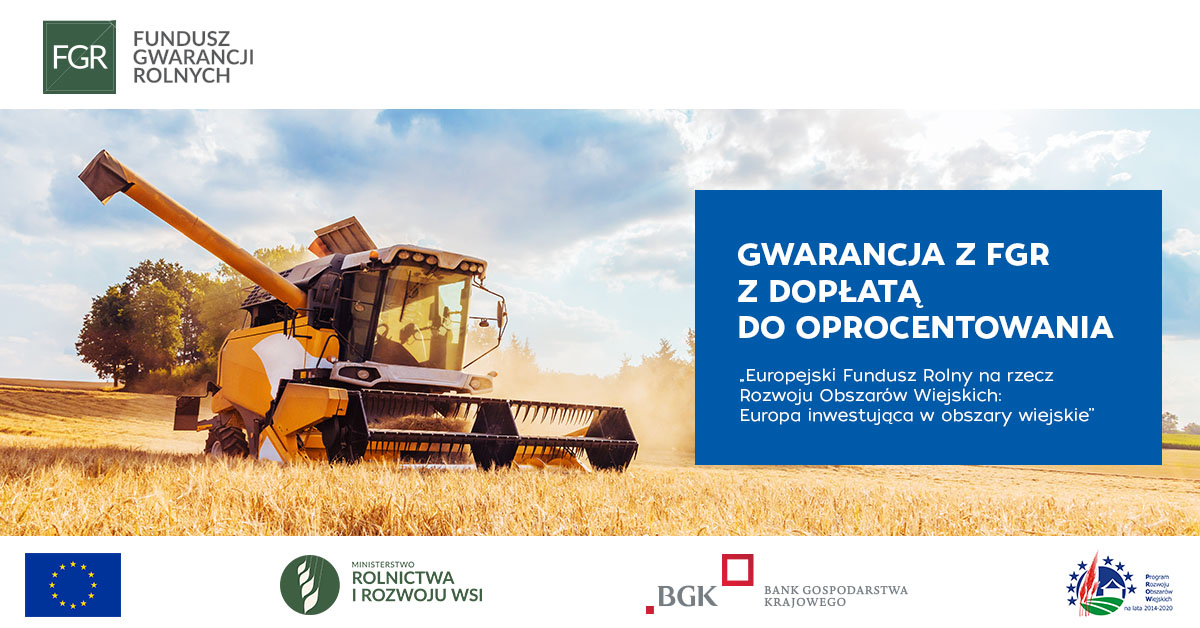 FGR
FUNDUSZ
GWARANCJI
ROLNYCH
GWARANCJA Z FGR
Z DOPŁATĄ
DO OPROCENTOWANIA
„Europejski Fundusz Rolny na rzecz
Rozwoju Obszarów Wiejskich:
Europa inwestująca w obszary wiejskie”
MINISTERSTWO
ROLNICTWA
I ROZWOJU WSI
BGK
BANK GOSPODARSTWA
KRAJOWEGO
Program
Rozwoju
Obszarów
Wiejskich
na lata 2014-2020